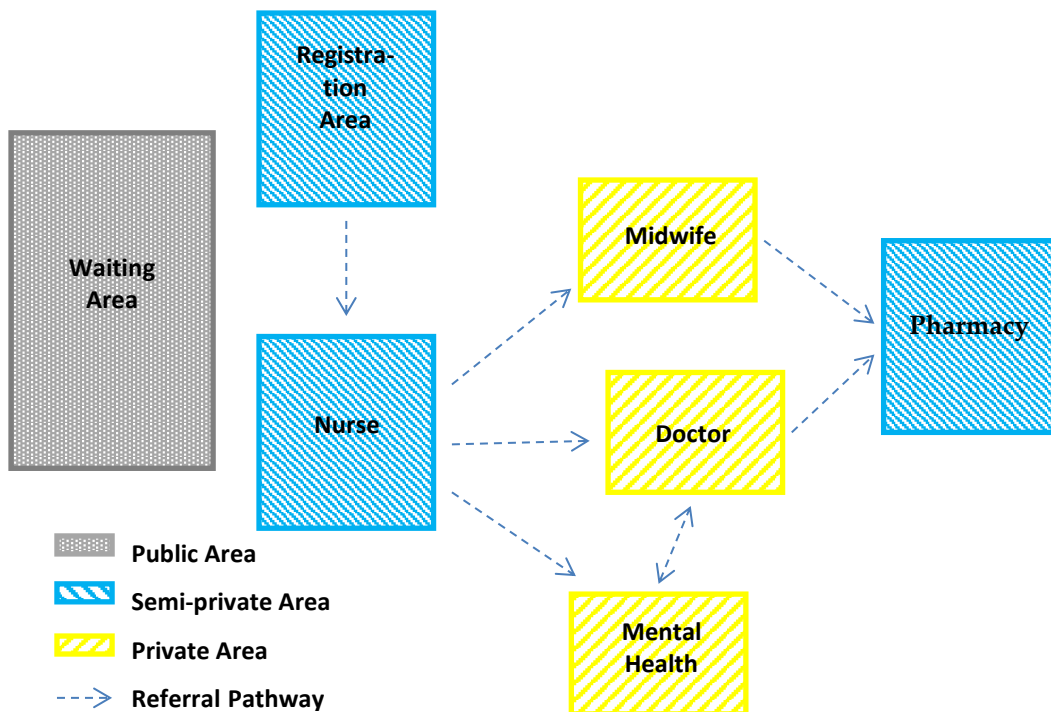 Registra-
tion
Area
Waiting
Area
Midwife
Pharmacy
Nurse
Doctor
Mental
Health
Public Area
Semi-private Area
Private Area
Referral Pathway